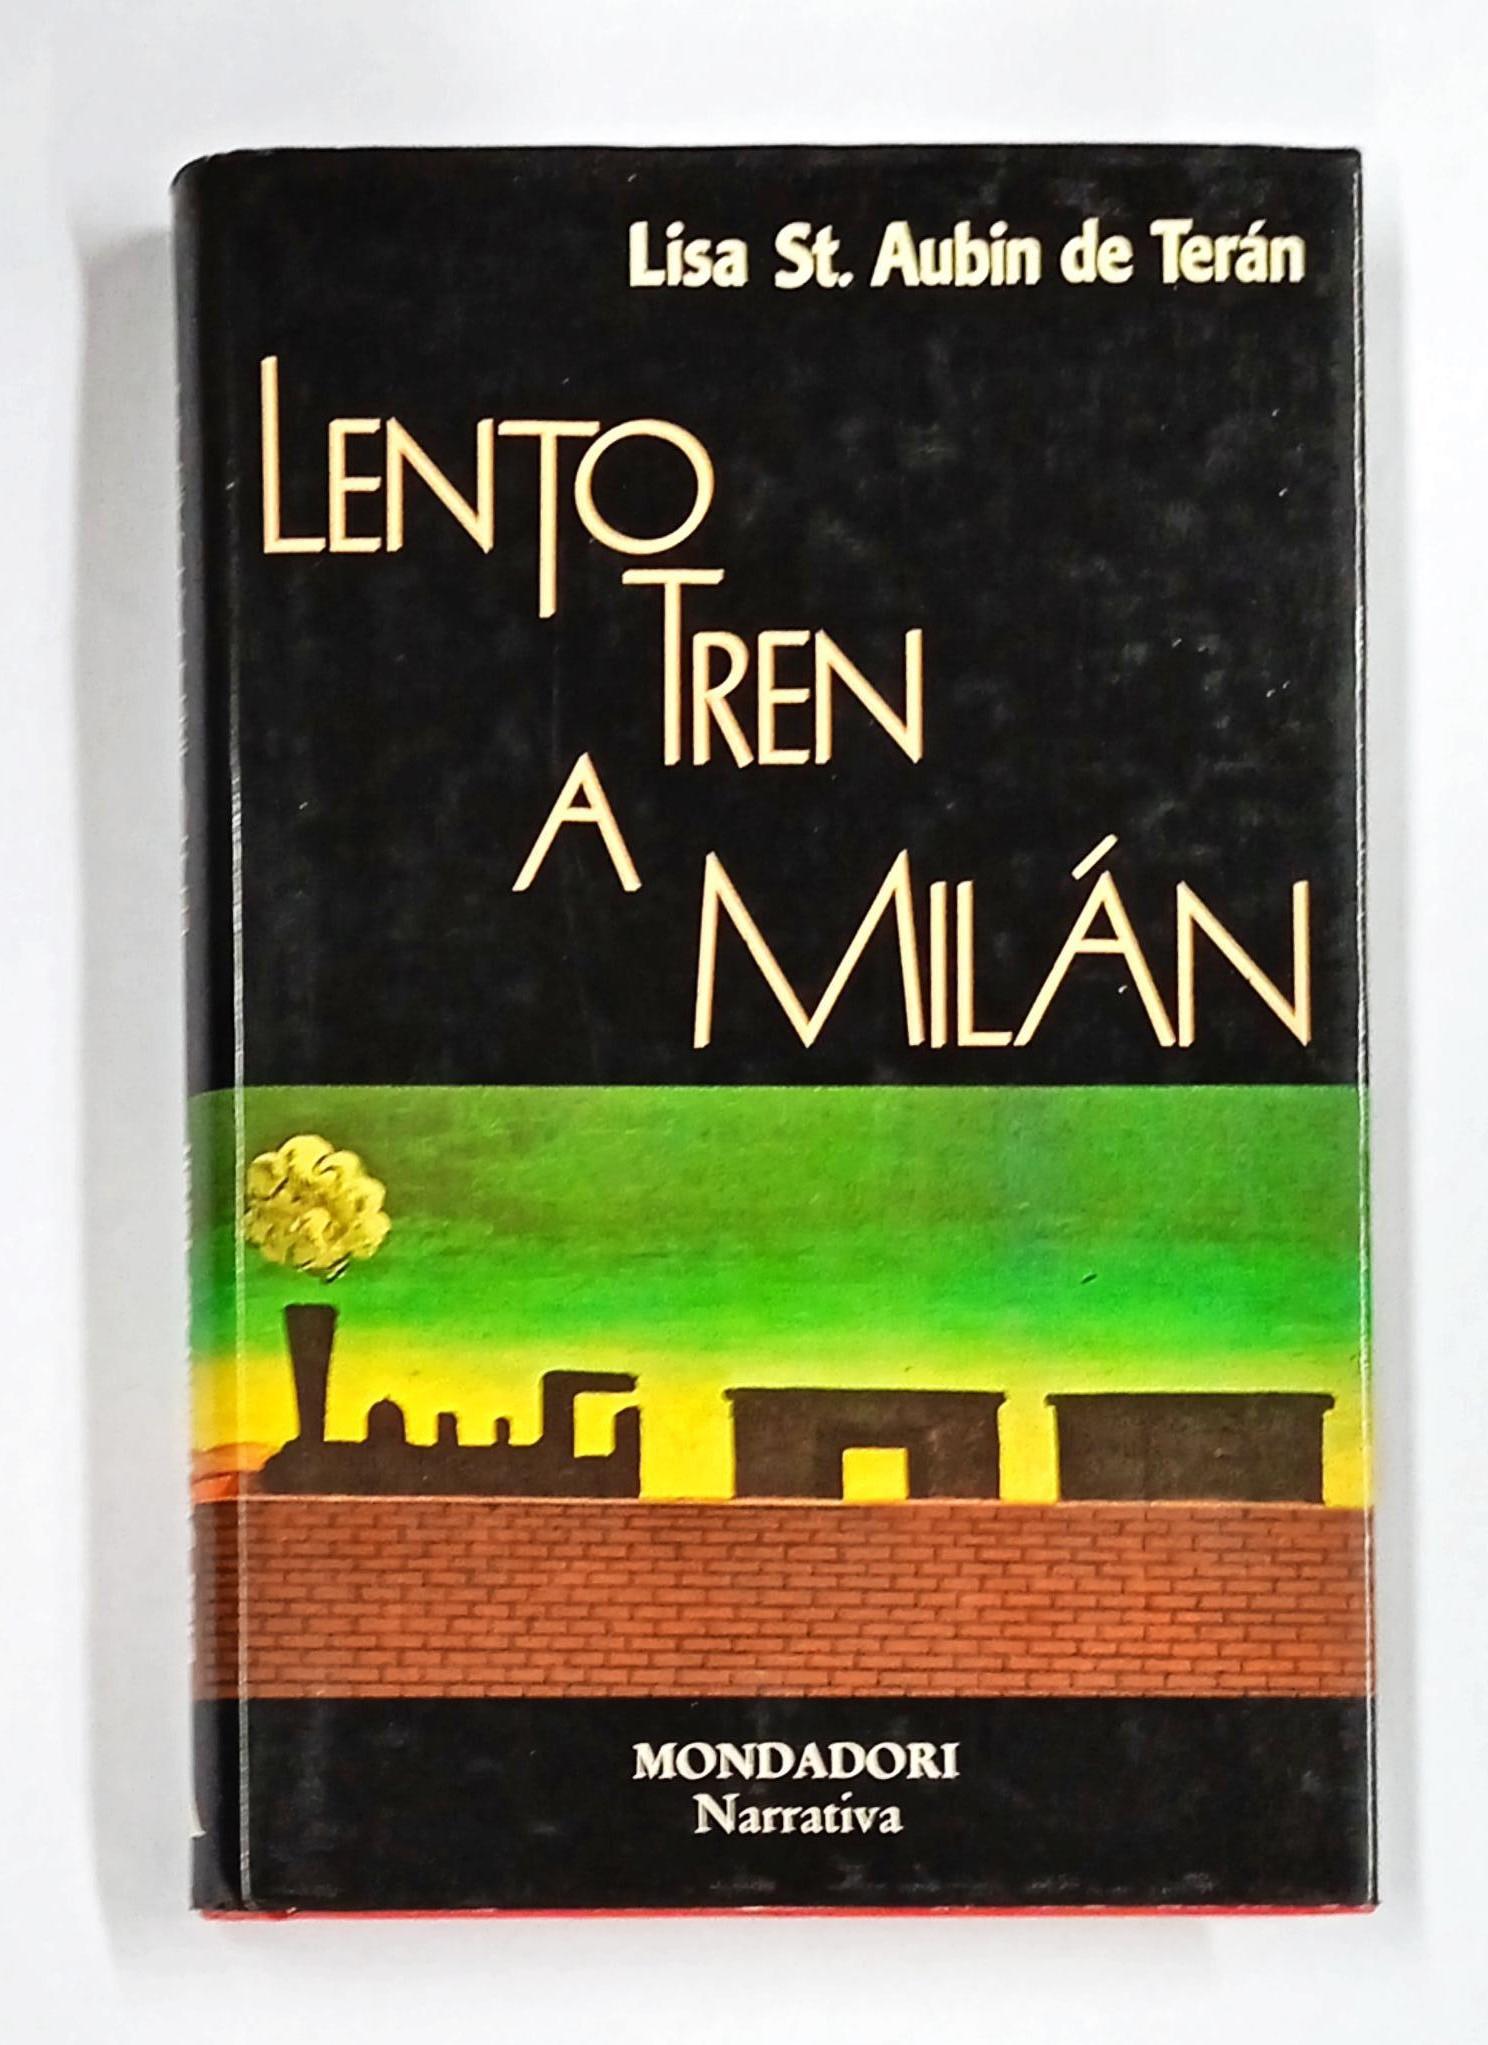 Lisa St. Aubin de Terán
LENTO
TREN
A
MILÁN
MONDADORI
Narrativa